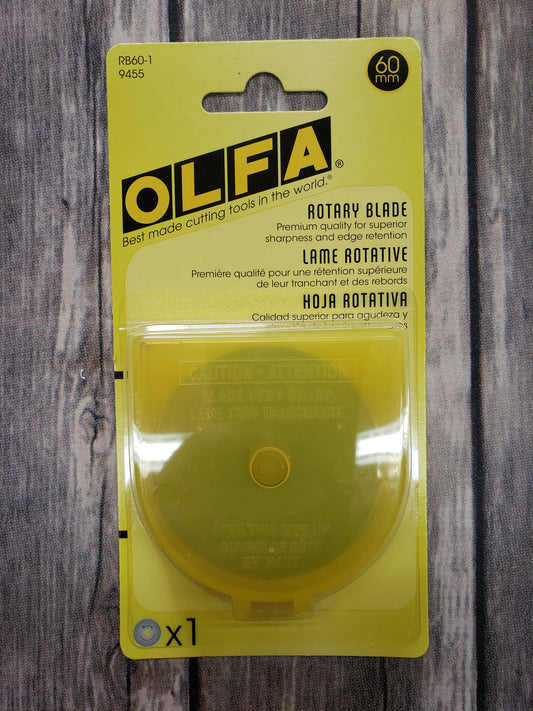 RB60-1
9455
60
mm
OLFA®
Best made cutting tools in the world.®
ROTARY BLADE
Premium quality for superior
sharpness and edge retention
LAME ROTATIVE
Première qualité pour une rétention supérieure
de leur tranchant et des rebords
HOJA ROTATIVA
Calidad superior para agudeza y
CAUTION • ATTENTION
BLADE VERY SHARP.
LAME TRÈS TRANCHANTE.
OPEN THIS SIDE UP
OUVRIR CE CÔTÉ
EN HAUT
x1